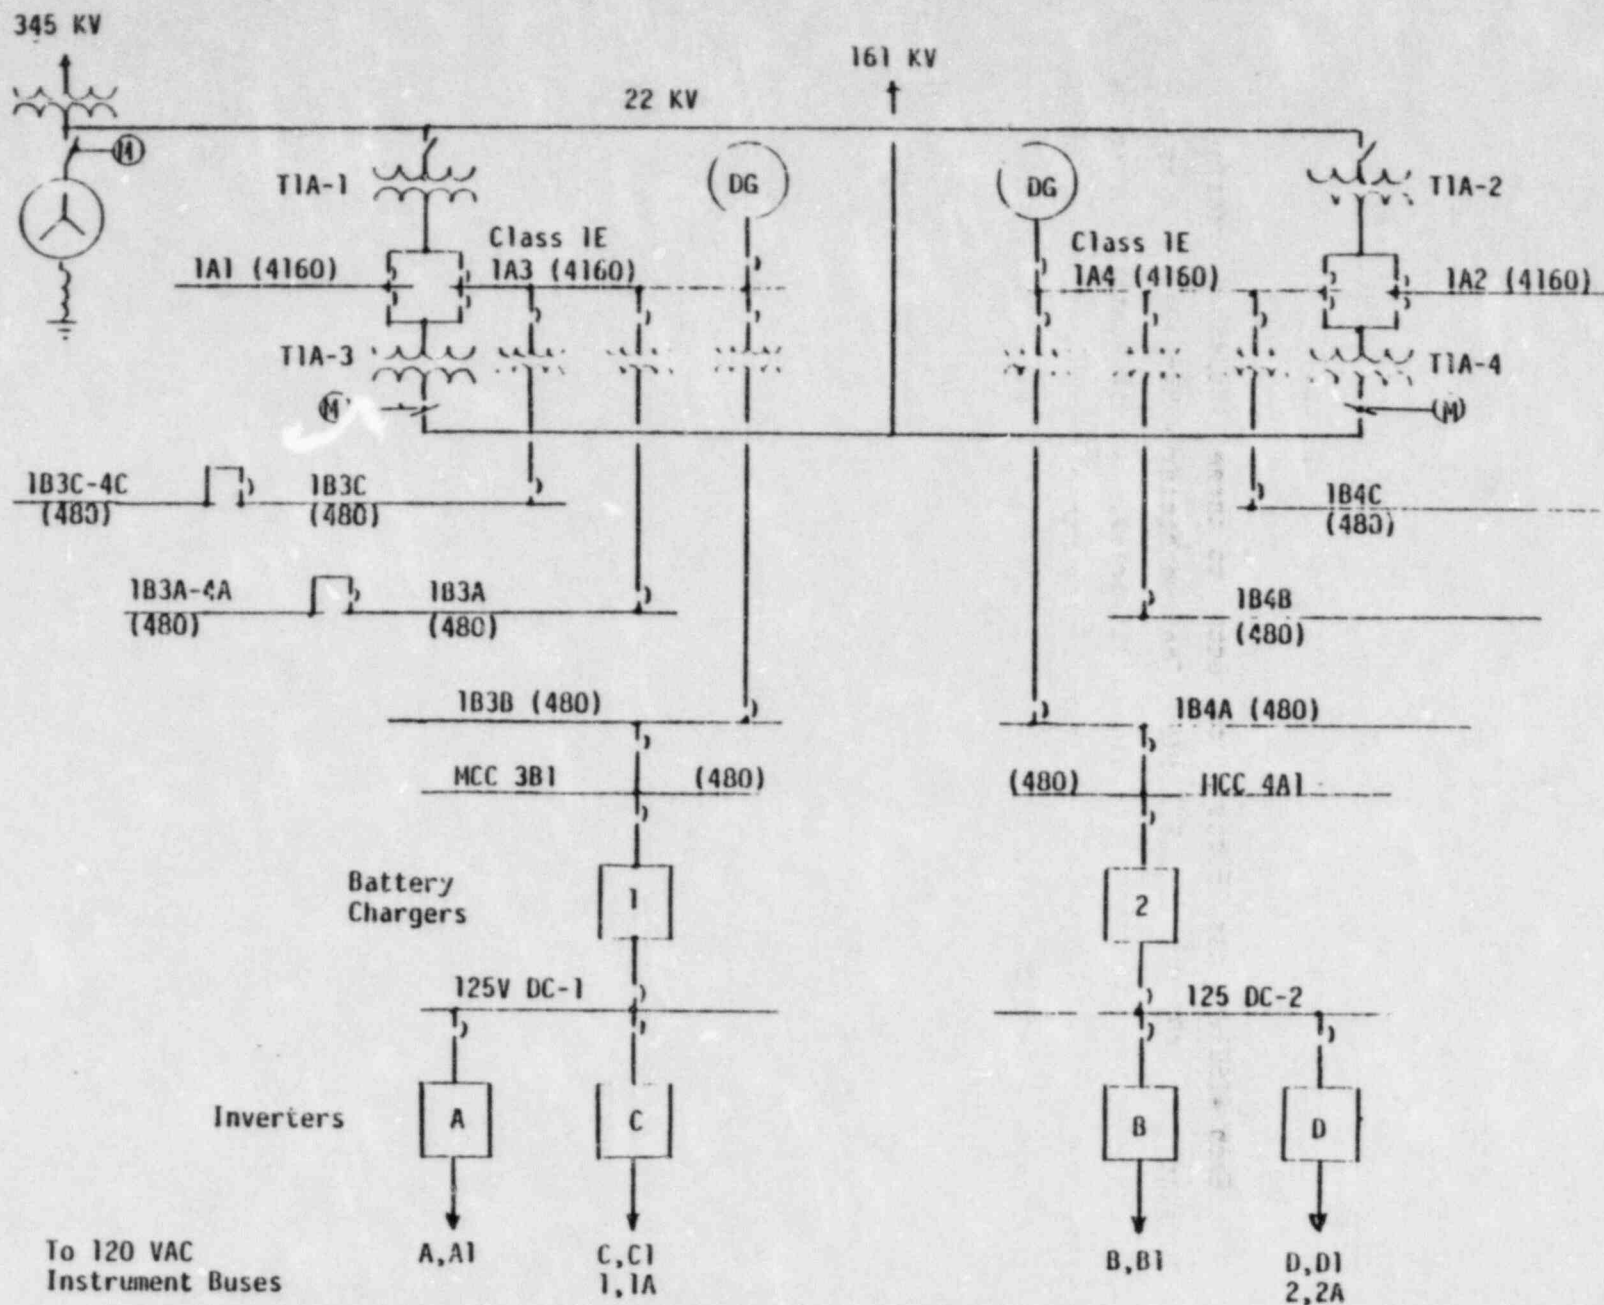 345 KV
161 KV
22 KV
M
T1A-1
DG
DG
T1A-2
Class 1E
Class 1E
1A1 (4160)
1A3 (4160)
1A4 (4160)
1A2 (4160)
T1A-3
T1A-4
M
(M)
1B3C-4C
(480)
1B3C
(480)
1B4C
(480)
1B3A-4A
(480)
1B3A
(480)
1B4B
(480)
1B3B (480)
1B4A (480)
MCC 3B1
(480)
(480)
MCC 4A1
Battery
Chargers
1
2
125V DC-1
125 DC-2
Inverters
A
C
B
D
To 120 VAC
Instrument Buses
A,A1
C,C1
1,1A
B,B1
D,D1
2,2A